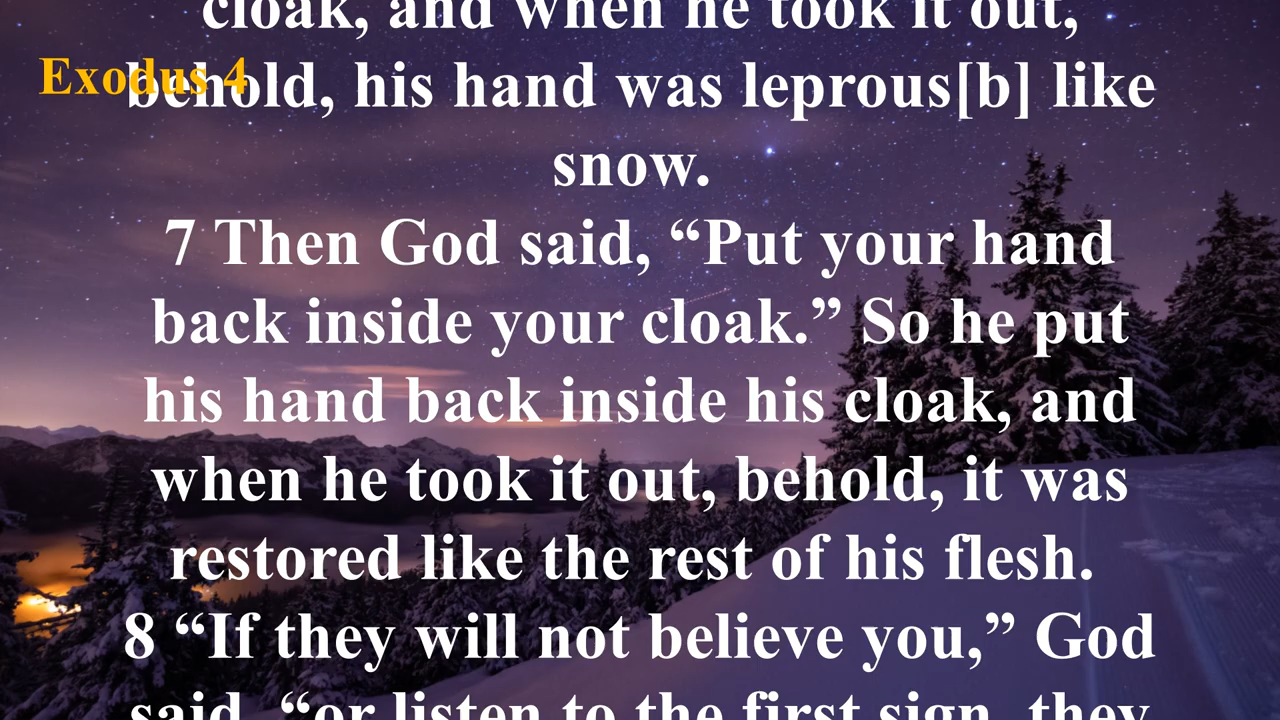 cloak, and when he took it out,
Exodus 4
behold, his hand was leprous[b] like
snow.
7 Then God said, “Put your hand
back inside your cloak.” So he put
his hand back inside his cloak, and
when he took it out, behold, it was
restored like the rest of his flesh.
8 “If they will not believe you,” God
said, “or listen to the first sign, they